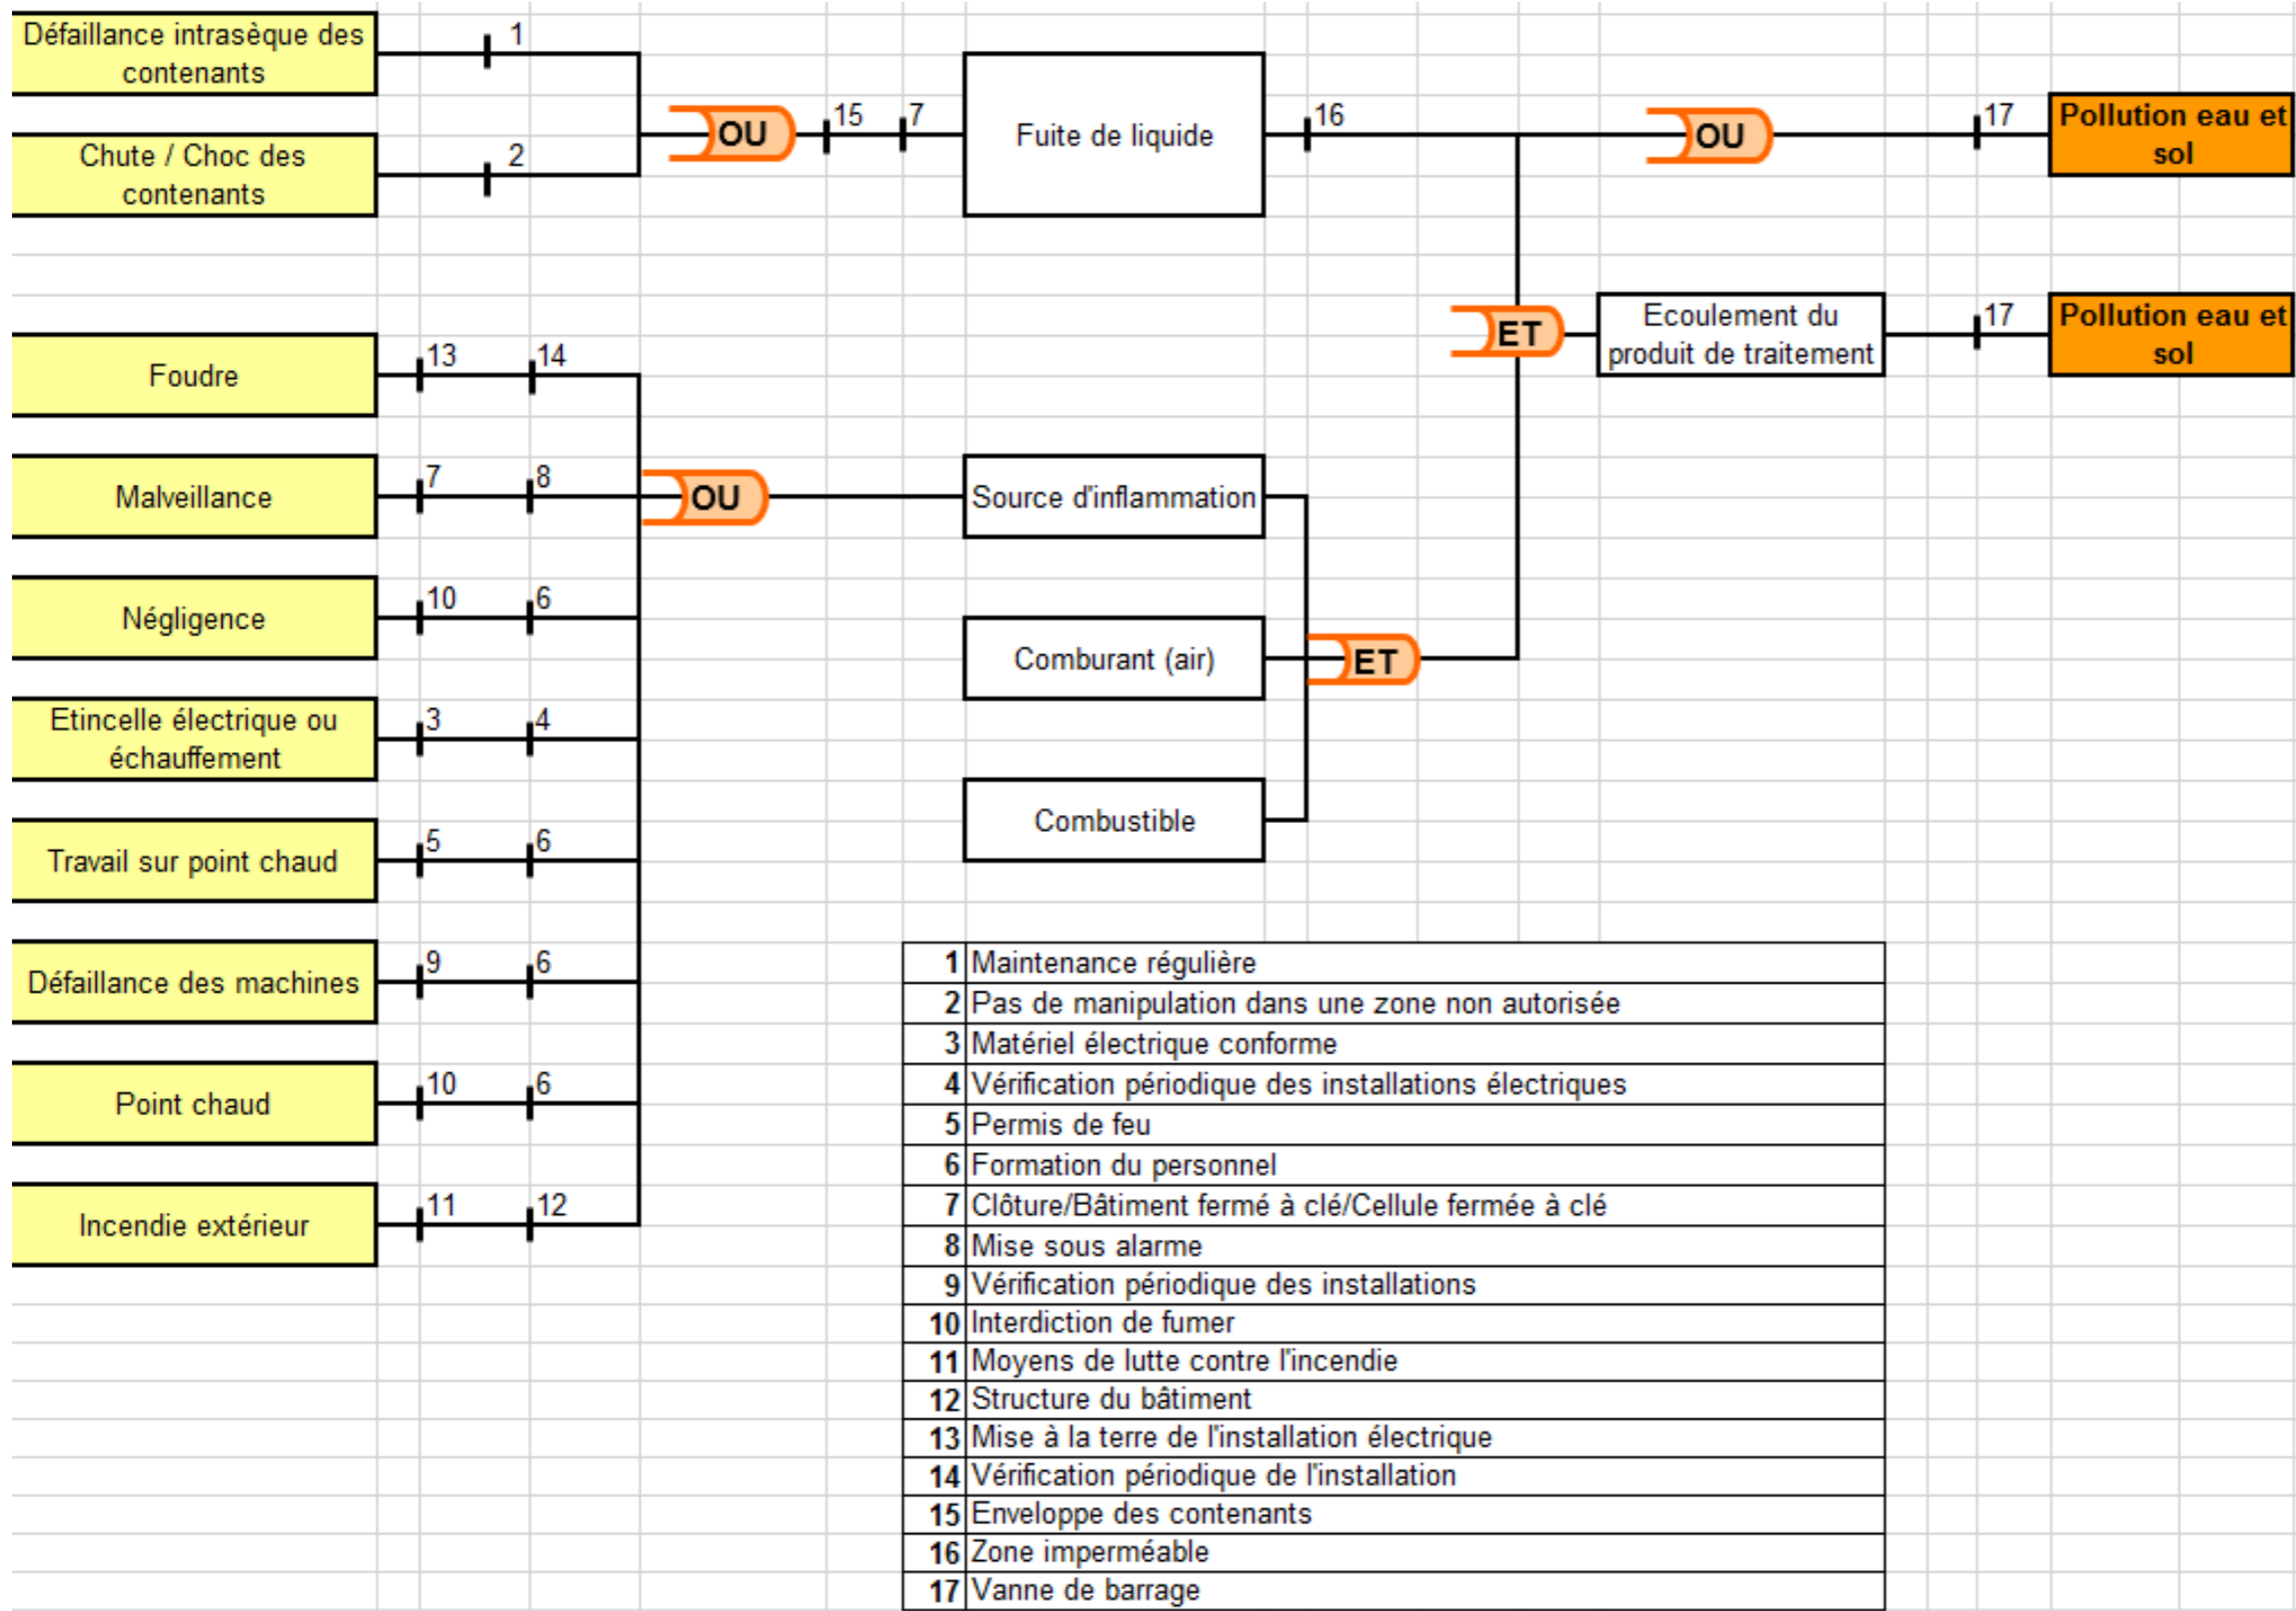 Défaillance intrasèque des
contenants
1
OU
15
7
Fuite de liquide
16
OU
17
Pollution eau et
sol
Chute / Choc des
contenants
2
ET
Ecoulement du
produit de traitement
17
Pollution eau et
sol
Foudre
13
14
Malveillance
7
8
OU
Source d'inflammation
Négligence
10
6
Comburant (air)
ET
Etincelle électrique ou
échauffement
3
4
Combustible
Travail sur point chaud
5
6
Défaillance des machines
9
6
Point chaud
10
6
Incendie extérieur
11
12
1 Maintenance régulière
2 Pas de manipulation dans une zone non autorisée
3 Matériel électrique conforme
4 Vérification périodique des installations électriques
5 Permis de feu
6 Formation du personnel
7 Clôture/Bâtiment fermé à clé/Cellule fermée à clé
8 Mise sous alarme
9 Vérification périodique des installations
10 Interdiction de fumer
11 Moyens de lutte contre l'incendie
12 Structure du bâtiment
13 Mise à la terre de l'installation électrique
14 Vérification périodique de l'installation
15 Enveloppe des contenants
16 Zone imperméable
17 Vanne de barrage